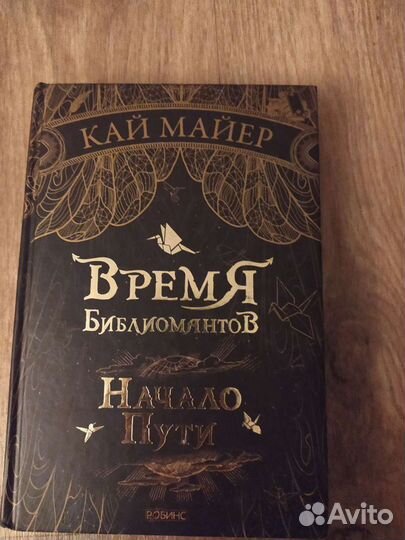 КАЙ МАЙЕР
ВРЕМЯ
БИБЛИОМАНТОВ
НАЧАЛО
ПУТИ
РОБИНС
Avito